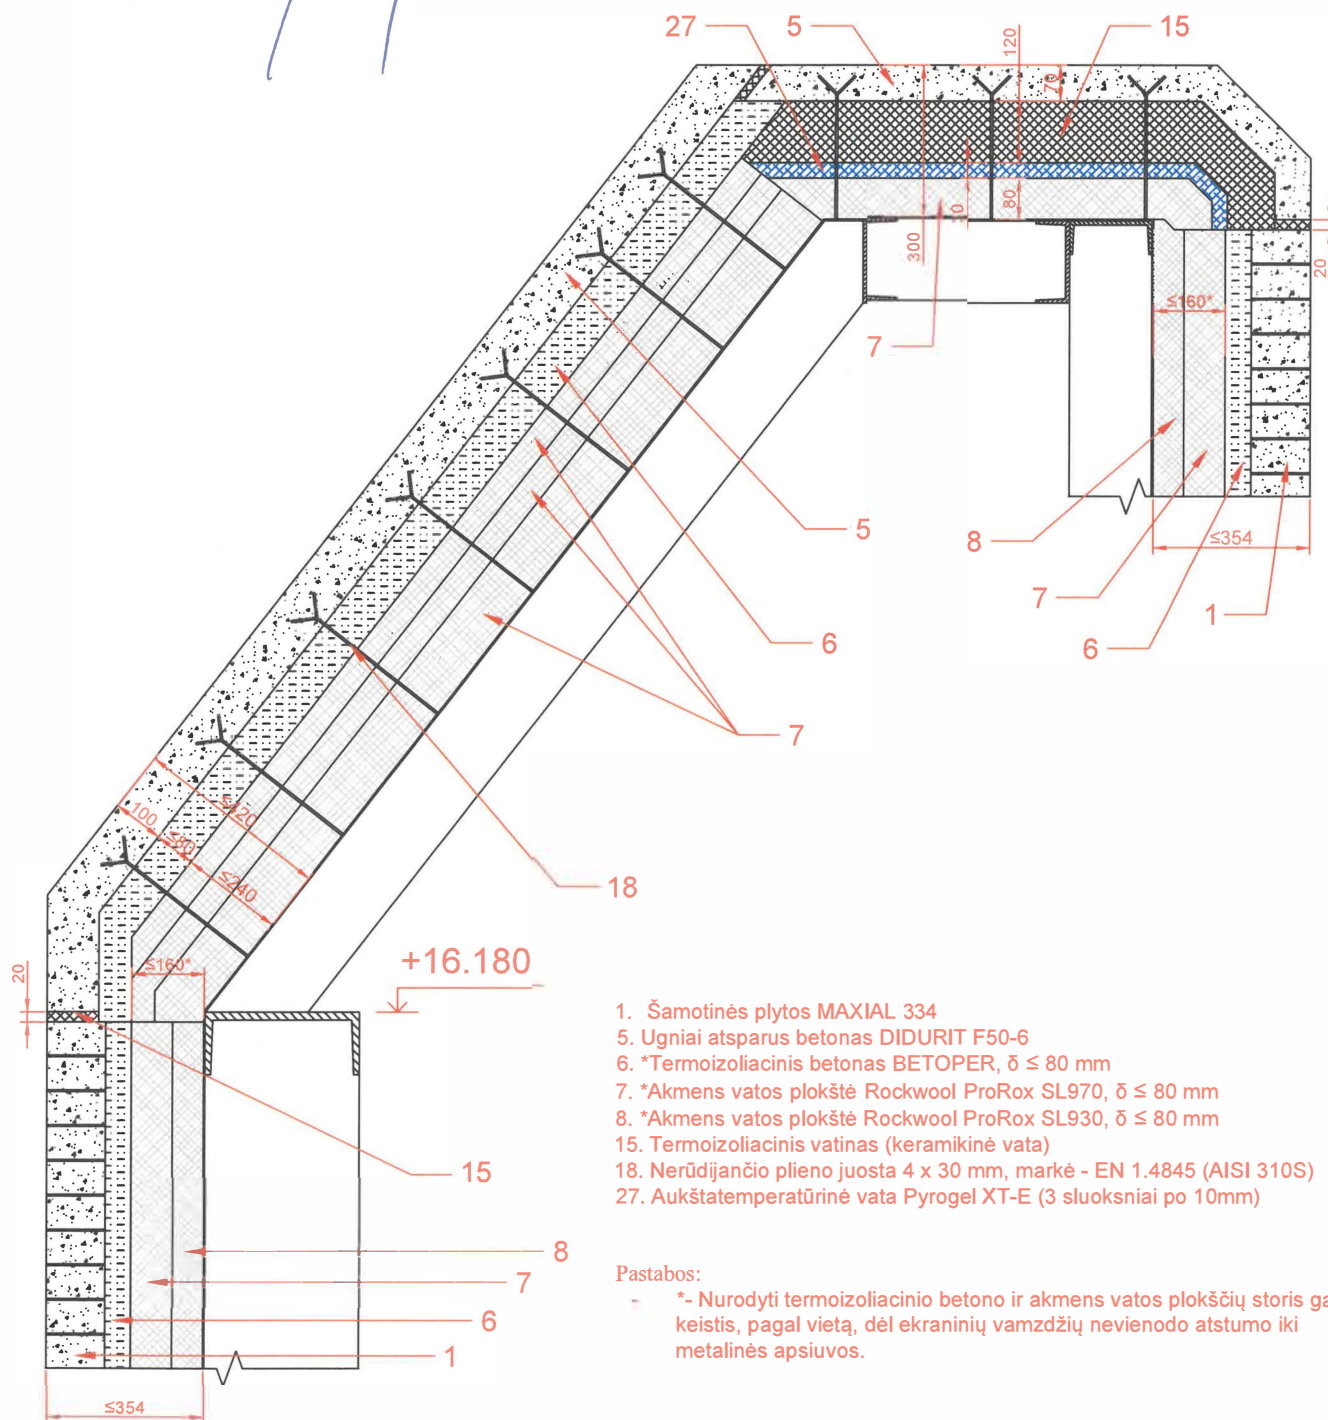 27
5
15
120
70
300
30
80
7
20
≤160*
8
≤354
7
6
1
5
6
7
18
≤420
100
≤80
≤240
+16.180
20
≤160*
15
8
7
6
1
≤354
1. Šamotinės plytos MAXIAL 334
5. Ugniai atsparus betonas DIDURIT F50-6
6. *Termoizoliacinis betonas BETOPER, δ ≤ 80 mm
7. *Akmens vatos plokštė Rockwool ProRox SL970, δ ≤ 80 mm
8. *Akmens vatos plokštė Rockwool ProRox SL930, δ ≤ 80 mm
15. Termoizoliacinis vatinas (keramikinė vata)
18. Nerūdijančio plieno juosta 4 x 30 mm, markė - EN 1.4845 (AISI 310S)
27. Aukštatemperatūrinė vata Pyrogel XT-E (3 sluoksniai po 10mm)
Pastabos:
- *- Nurodyti termoizoliacinio betono ir akmens vatos plokščių storis ga
keistis, pagal vietą, dėl ekraninių vamzdžių nevienodo atstumo iki
metalinės apsiuvos.